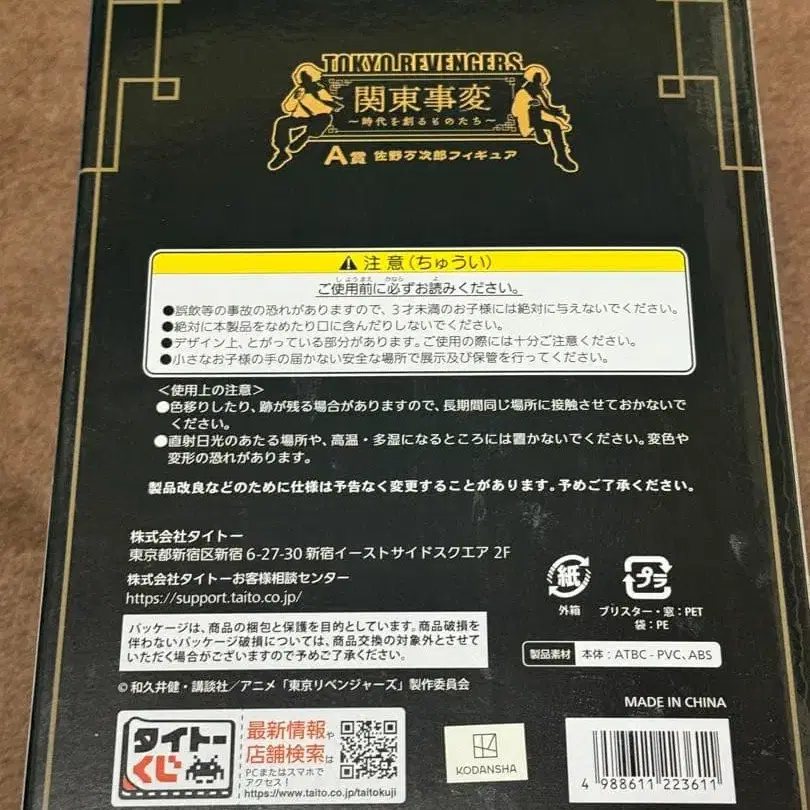 TOKYO REVENGERS
関東事変
〜時代を創るものたち〜
A賞 佐野万次郎フィギュア
注意(ちゅうい)
ご使用前に必ずお読みください。
●誤飲等の事故の恐れがありますので、3才未満のお子様には絶対に与えないでください。
●絶対に本製品をなめたり口に含んだりしないでください。
●デザイン上、とがっている部分があります。ご使用の際には十分ご注意ください。
●小さなお子様の手の届かない安全な場所で展示及び保管を行ってください。
＜使用上の注意＞
●色移りしたり、跡が残る場合がありますので、長期間同じ場所に接触させておかないで
ください。
●直射日光のあたる場所や、高温・多湿になるところには置かないでください。変色や
変形の恐れがあります。
製品改良などのために仕様は予告なく変更することがあります。予めご了承ください。
株式会社タイトー
東京都新宿区新宿 6-27-30 新宿イーストサイドスクエア 2F
株式会社タイトーお客様相談センター
https://support.taito.co.jp/
紙
外箱
プラ
ブリスター・窓：PET
袋：PE
パッケージは、商品の梱包と保護を目的としています。商品破損を
伴わないパッケージ破損については、商品交換の対象外とさせて
いただく場合がございますので予めご了承ください。
製品素材 本体：ATBC-PVC、ABS
© 和久井健・講談社／アニメ「東京リベンジャーズ」製作委員会
MADE IN CHINA
タイトー
くじ
最新情報や
店舗検索は
PCまたはスマホで
アクセス！
https://www.taito.co.jp/taitokuji
KODANSHA
4 988611 223611